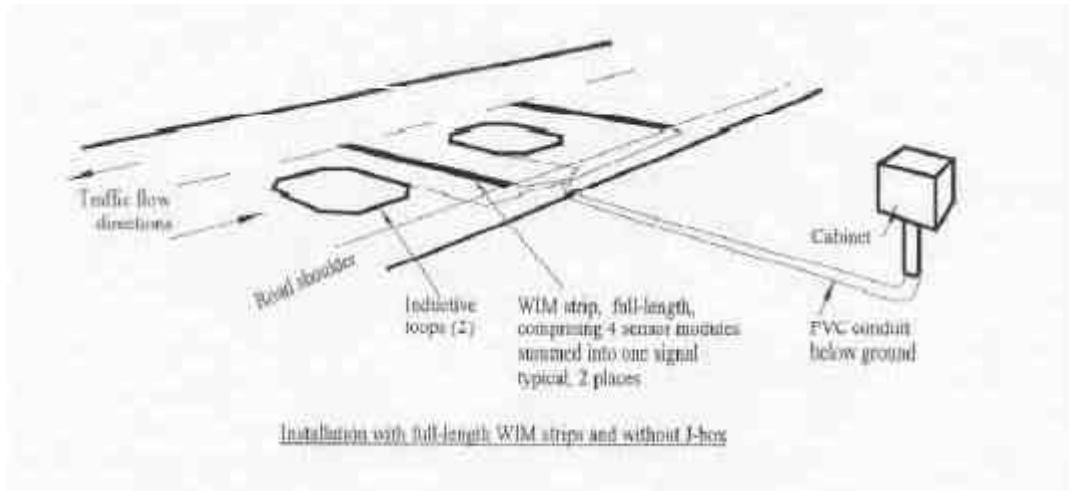 Traffic flow
directions
Road shoulder
Inductive
loops (2)
WIM strip, full-length,
comprising 4 sensor modules
summed into one signal
typical, 2 places
Cabinet
PVC conduit
below ground
Installation with full-length WIM strips and without J-box